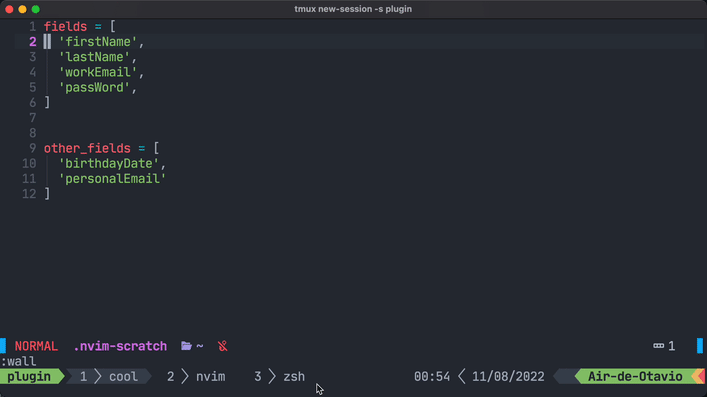 tmux new-session -s plugin
1 fields = [
2 'firstName',
3 'lastName',
4 'workEmail',
5 'passWord',
6 ]
7
8
9 other_fields = [
10 'birthdayDate',
11 'personalEmail'
12 ]
NORMAL .nvim-scratch ~ 1
:wall
plugin 1 cool 2 nvim 3 zsh 00:54 11/08/2022 Air-de-Otavio